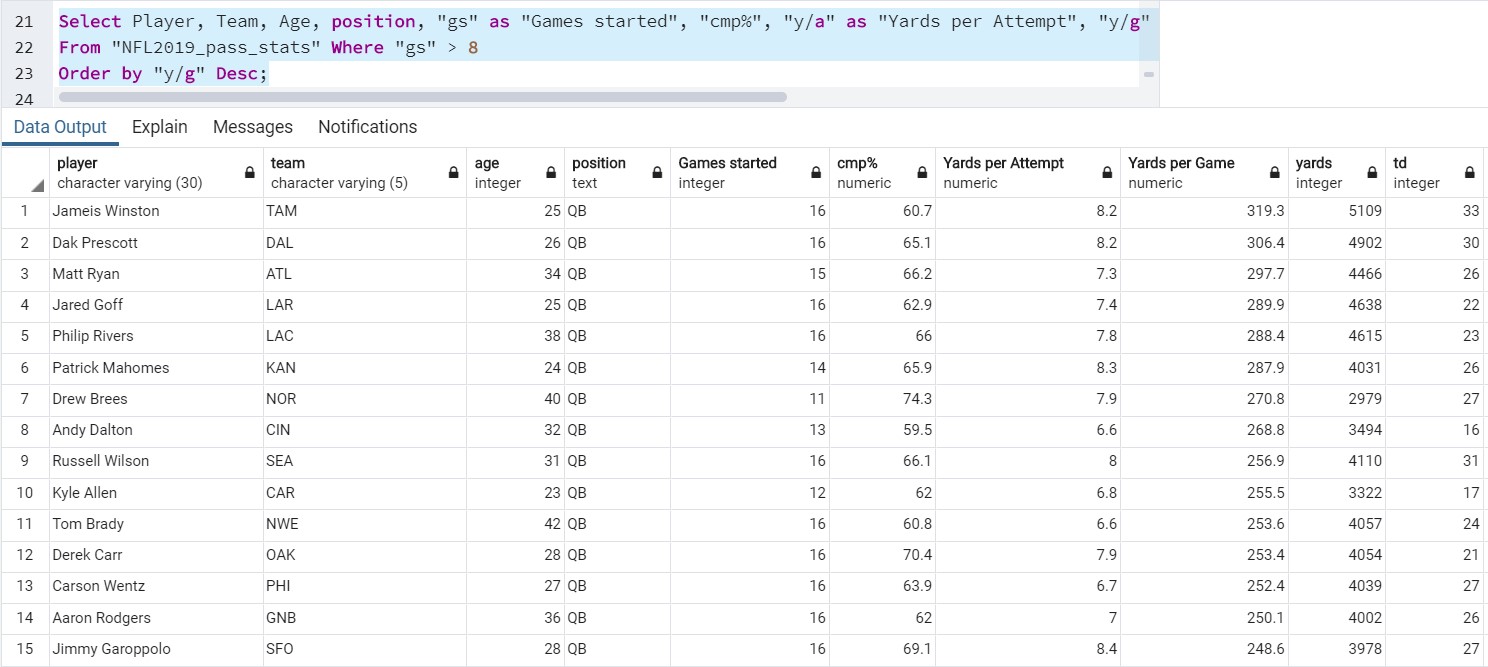 21 Select Player, Team, Age, position, "gs" as "Games started", "cmp%", "y/a" as "Yards per Attempt", "y/g"
22 From "NFL2019_pass_stats" Where "gs" > 8
23 Order by "y/g" Desc;
24
Data Output Explain Messages Notifications
player team age position Games started cmp% Yards per Attempt Yards per Game yards td
character varying (30) character varying (5) integer text integer numeric numeric numeric integer integer
1 Jameis Winston TAM 25 QB 16 60.7 8.2 319.3 5109 33
2 Dak Prescott DAL 26 QB 16 65.1 8.2 306.4 4902 30
3 Matt Ryan ATL 34 QB 15 66.2 7.3 297.7 4466 26
4 Jared Goff LAR 25 QB 16 62.9 7.4 289.9 4638 22
5 Philip Rivers LAC 38 QB 16 66 7.8 288.4 4615 23
6 Patrick Mahomes KAN 24 QB 14 65.9 8.3 287.9 4031 26
7 Drew Brees NOR 40 QB 11 74.3 7.9 270.8 2979 27
8 Andy Dalton CIN 32 QB 13 59.5 6.6 268.8 3494 16
9 Russell Wilson SEA 31 QB 16 66.1 8 256.9 4110 31
10 Kyle Allen CAR 23 QB 12 62 6.8 255.5 3322 17
11 Tom Brady NWE 42 QB 16 60.8 6.6 253.6 4057 24
12 Derek Carr OAK 28 QB 16 70.4 7.9 253.4 4054 21
13 Carson Wentz PHI 27 QB 16 63.9 6.7 252.4 4039 27
14 Aaron Rodgers GNB 36 QB 16 62 7 250.1 4002 26
15 Jimmy Garoppolo SFO 28 QB 16 69.1 8.4 248.6 3978 27